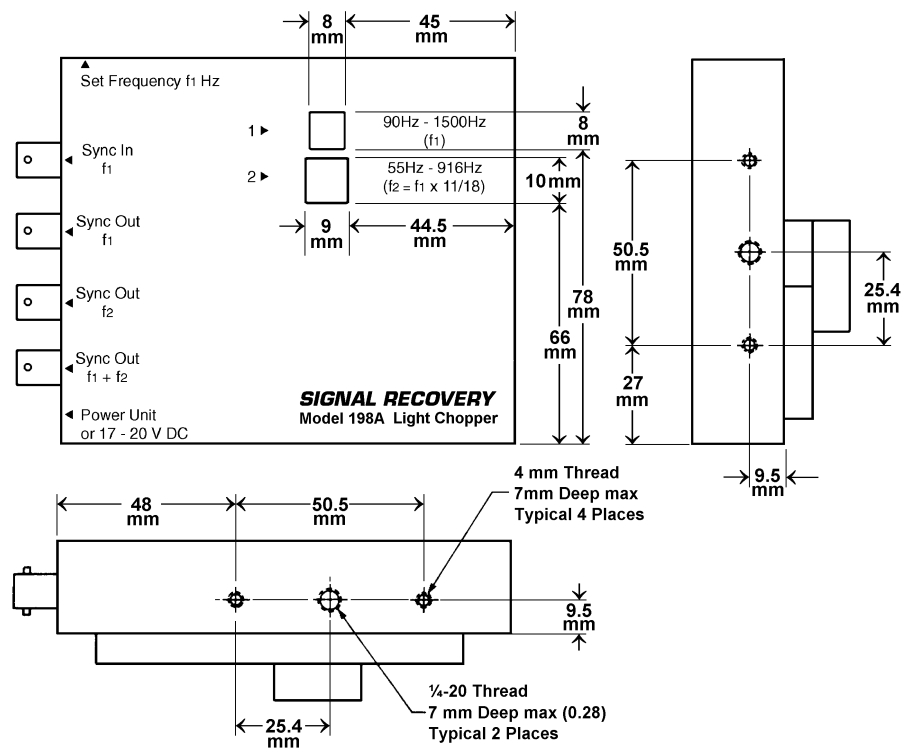 8
mm
45
mm
Set Frequency f1 Hz
1
90Hz - 1500Hz
(f1)
8
mm
Sync In
f1
2
55Hz - 916Hz
(f2 = f1 x 11/18)
10mm
Sync Out
f1
9
mm
44.5
mm
50.5
mm
25.4
mm
Sync Out
f2
78
mm
66
mm
Sync Out
f1 + f2
27
mm
SIGNAL RECOVERY
Model 198A Light Chopper
Power Unit
or 17 - 20 V DC
9.5
mm
4 mm Thread
7mm Deep max
Typical 4 Places
48
mm
50.5
mm
9.5
mm
¼-20 Thread
7 mm Deep max (0.28)
Typical 2 Places
25.4
mm